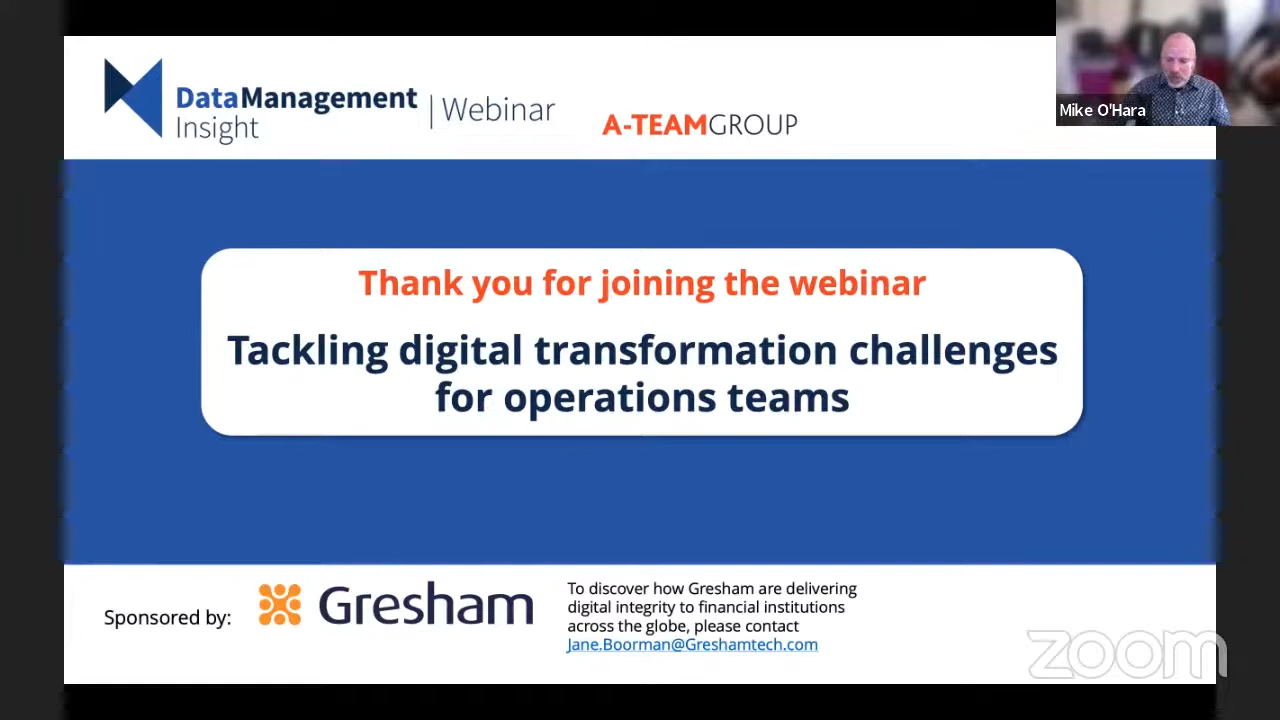 DataManagement
Insight
Webinar
A-TEAMGROUP
Mike O'Hara
Thank you for joining the webinar
Tackling digital transformation challenges
for operations teams
Sponsored by:
Gresham
To discover how Gresham are delivering
digital integrity to financial institutions
across the globe, please contact
Jane.Boorman@Greshamtech.com
zoom